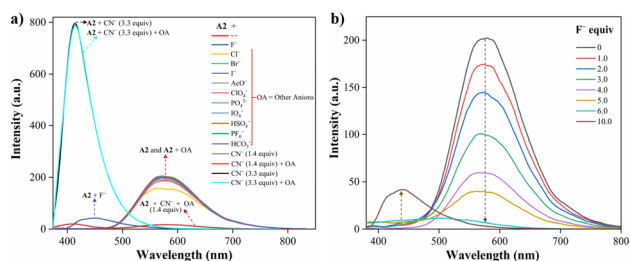 a)
A2 + CN⁻ (3.3 equiv)
A2 + CN⁻ (3.3 equiv) + OA
A2 +
--
F⁻
Cl⁻
Br⁻
I⁻
AcO⁻
ClO₄⁻
PO₄³⁻
IO₄⁻
HSO₄⁻
PF₆⁻
HCO₃⁻
CN⁻ (1.4 equiv)
CN⁻ (1.4 equiv) + OA
CN⁻ (3.3 equiv)
CN⁻ (3.3 equiv) + OA
OA = Other Anions
A2 and A2 + OA
A2 + F⁻
A2 + CN⁻ + OA
(1.4 equiv)
Intensity (a.u.)
800
600
400
200
0
400 500 600 700 800
Wavelength (nm)
b)
F⁻ equiv
0
1.0
2.0
3.0
4.0
5.0
6.0
10.0
Intensity (a.u.)
200
150
100
50
0
400 500 600 700 800
Wavelength (nm)